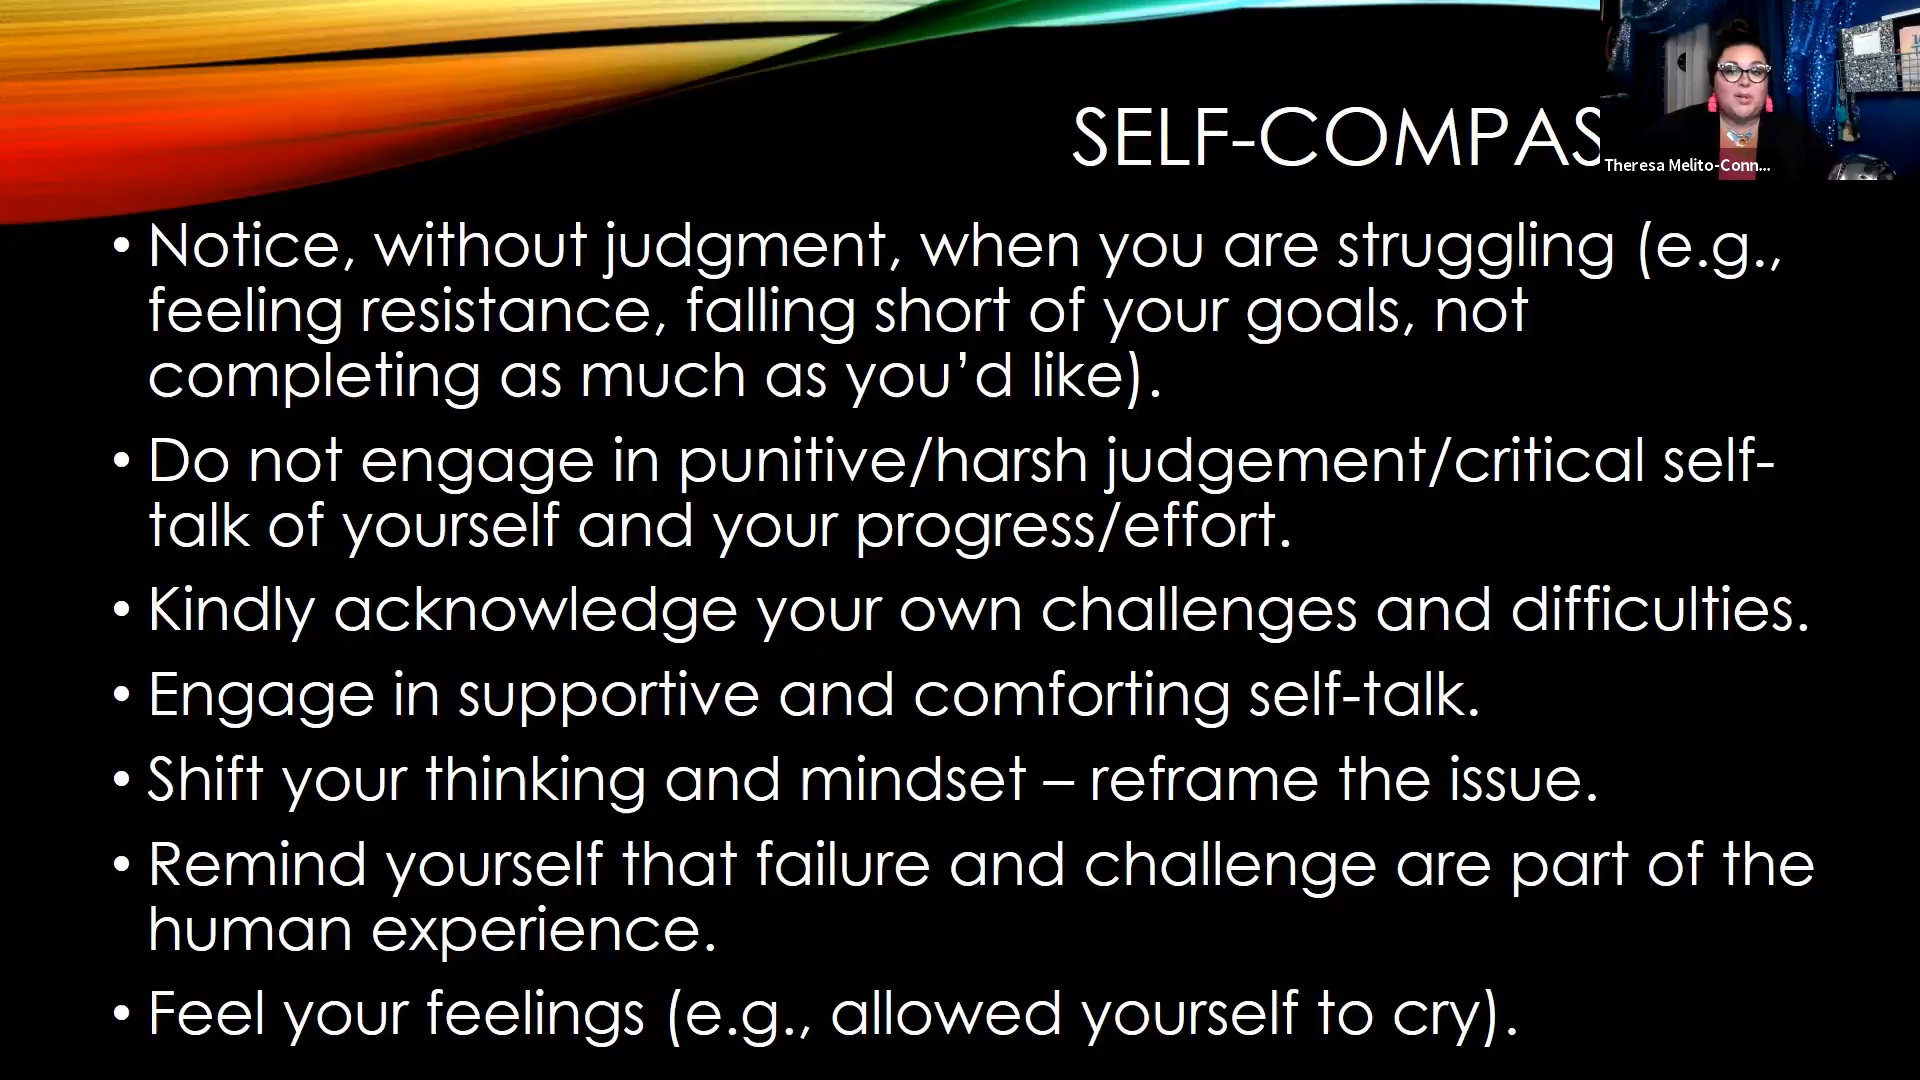 SELF-COMPAS
Theresa Melito-Conn...
• Notice, without judgment, when you are struggling (e.g.,
feeling resistance, falling short of your goals, not
completing as much as you’d like).
• Do not engage in punitive/harsh judgement/critical self-
talk of yourself and your progress/effort.
• Kindly acknowledge your own challenges and difficulties.
• Engage in supportive and comforting self-talk.
• Shift your thinking and mindset – reframe the issue.
• Remind yourself that failure and challenge are part of the
human experience.
• Feel your feelings (e.g., allowed yourself to cry).